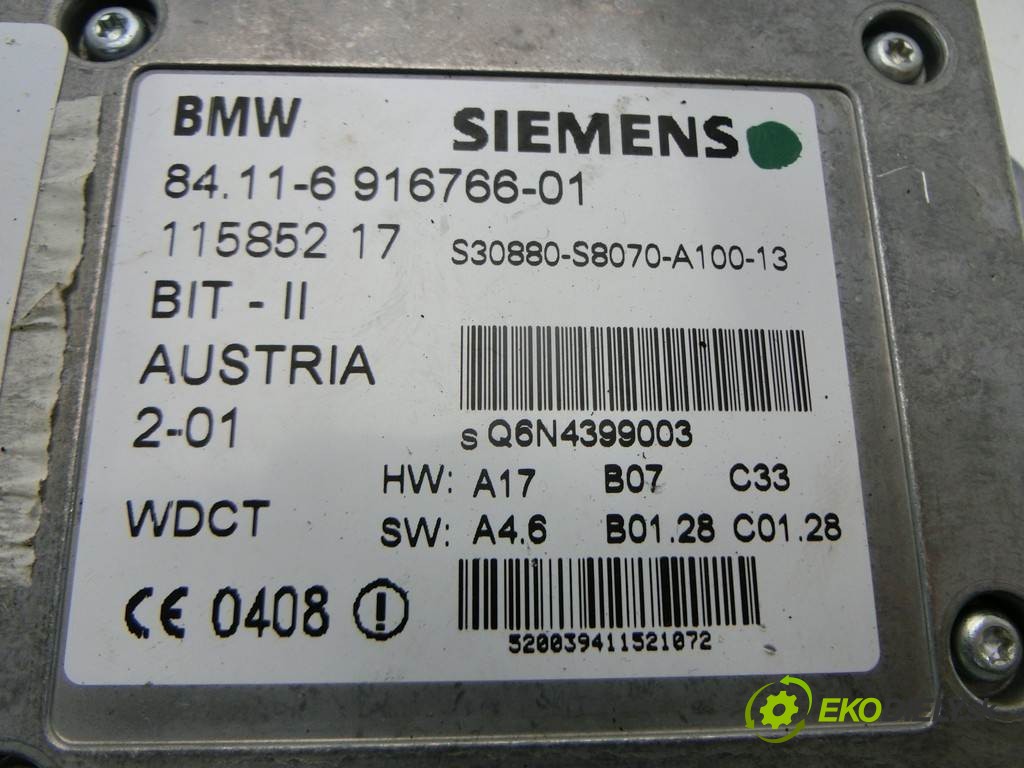 BMW SIEMENS
84.11-6 916766-01
115852 17 S30880-S8070-A100-13
BIT - II
AUSTRIA
2-01
s Q6N4399003
HW: A17 B07 C33
WDCT
SW: A4.6 B01.28 C01.28
CE 0408 !
520039411521072
EKO